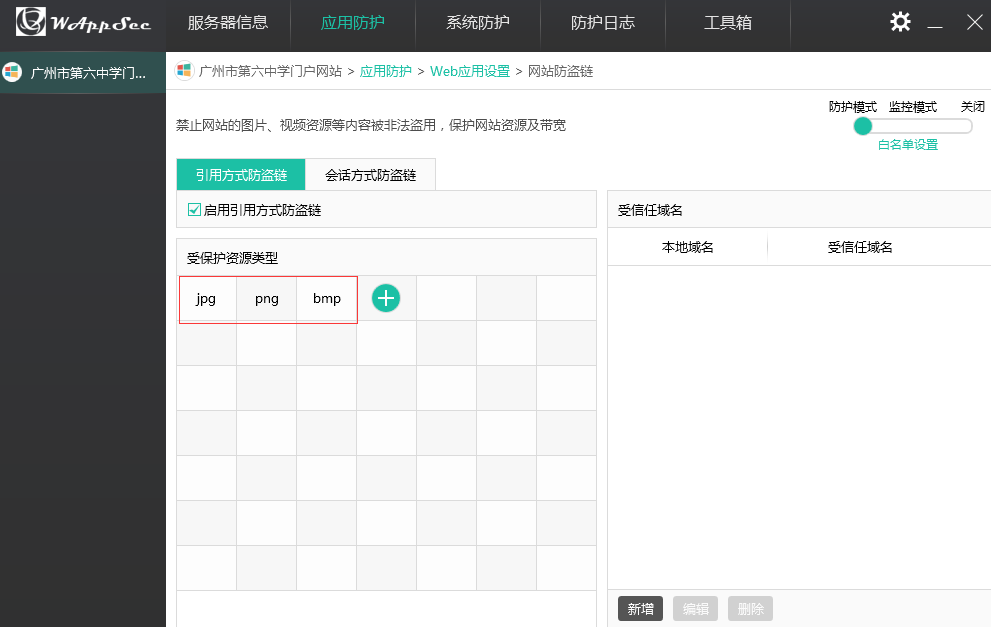 WAppSec 服务器信息 应用防护 系统防护 防护日志 工具箱
广州市第六中学门...
广州市第六中学门户网站 > 应用防护 > Web应用设置 > 网站防盗链
防护模式 监控模式 关闭
禁止网站的图片、视频资源等内容被非法盗用，保护网站资源及带宽
白名单设置
引用方式防盗链 会话方式防盗链
启用引用方式防盗链
受保护资源类型
jpg png bmp
受信任域名
本地域名 受信任域名
新增 编辑 删除